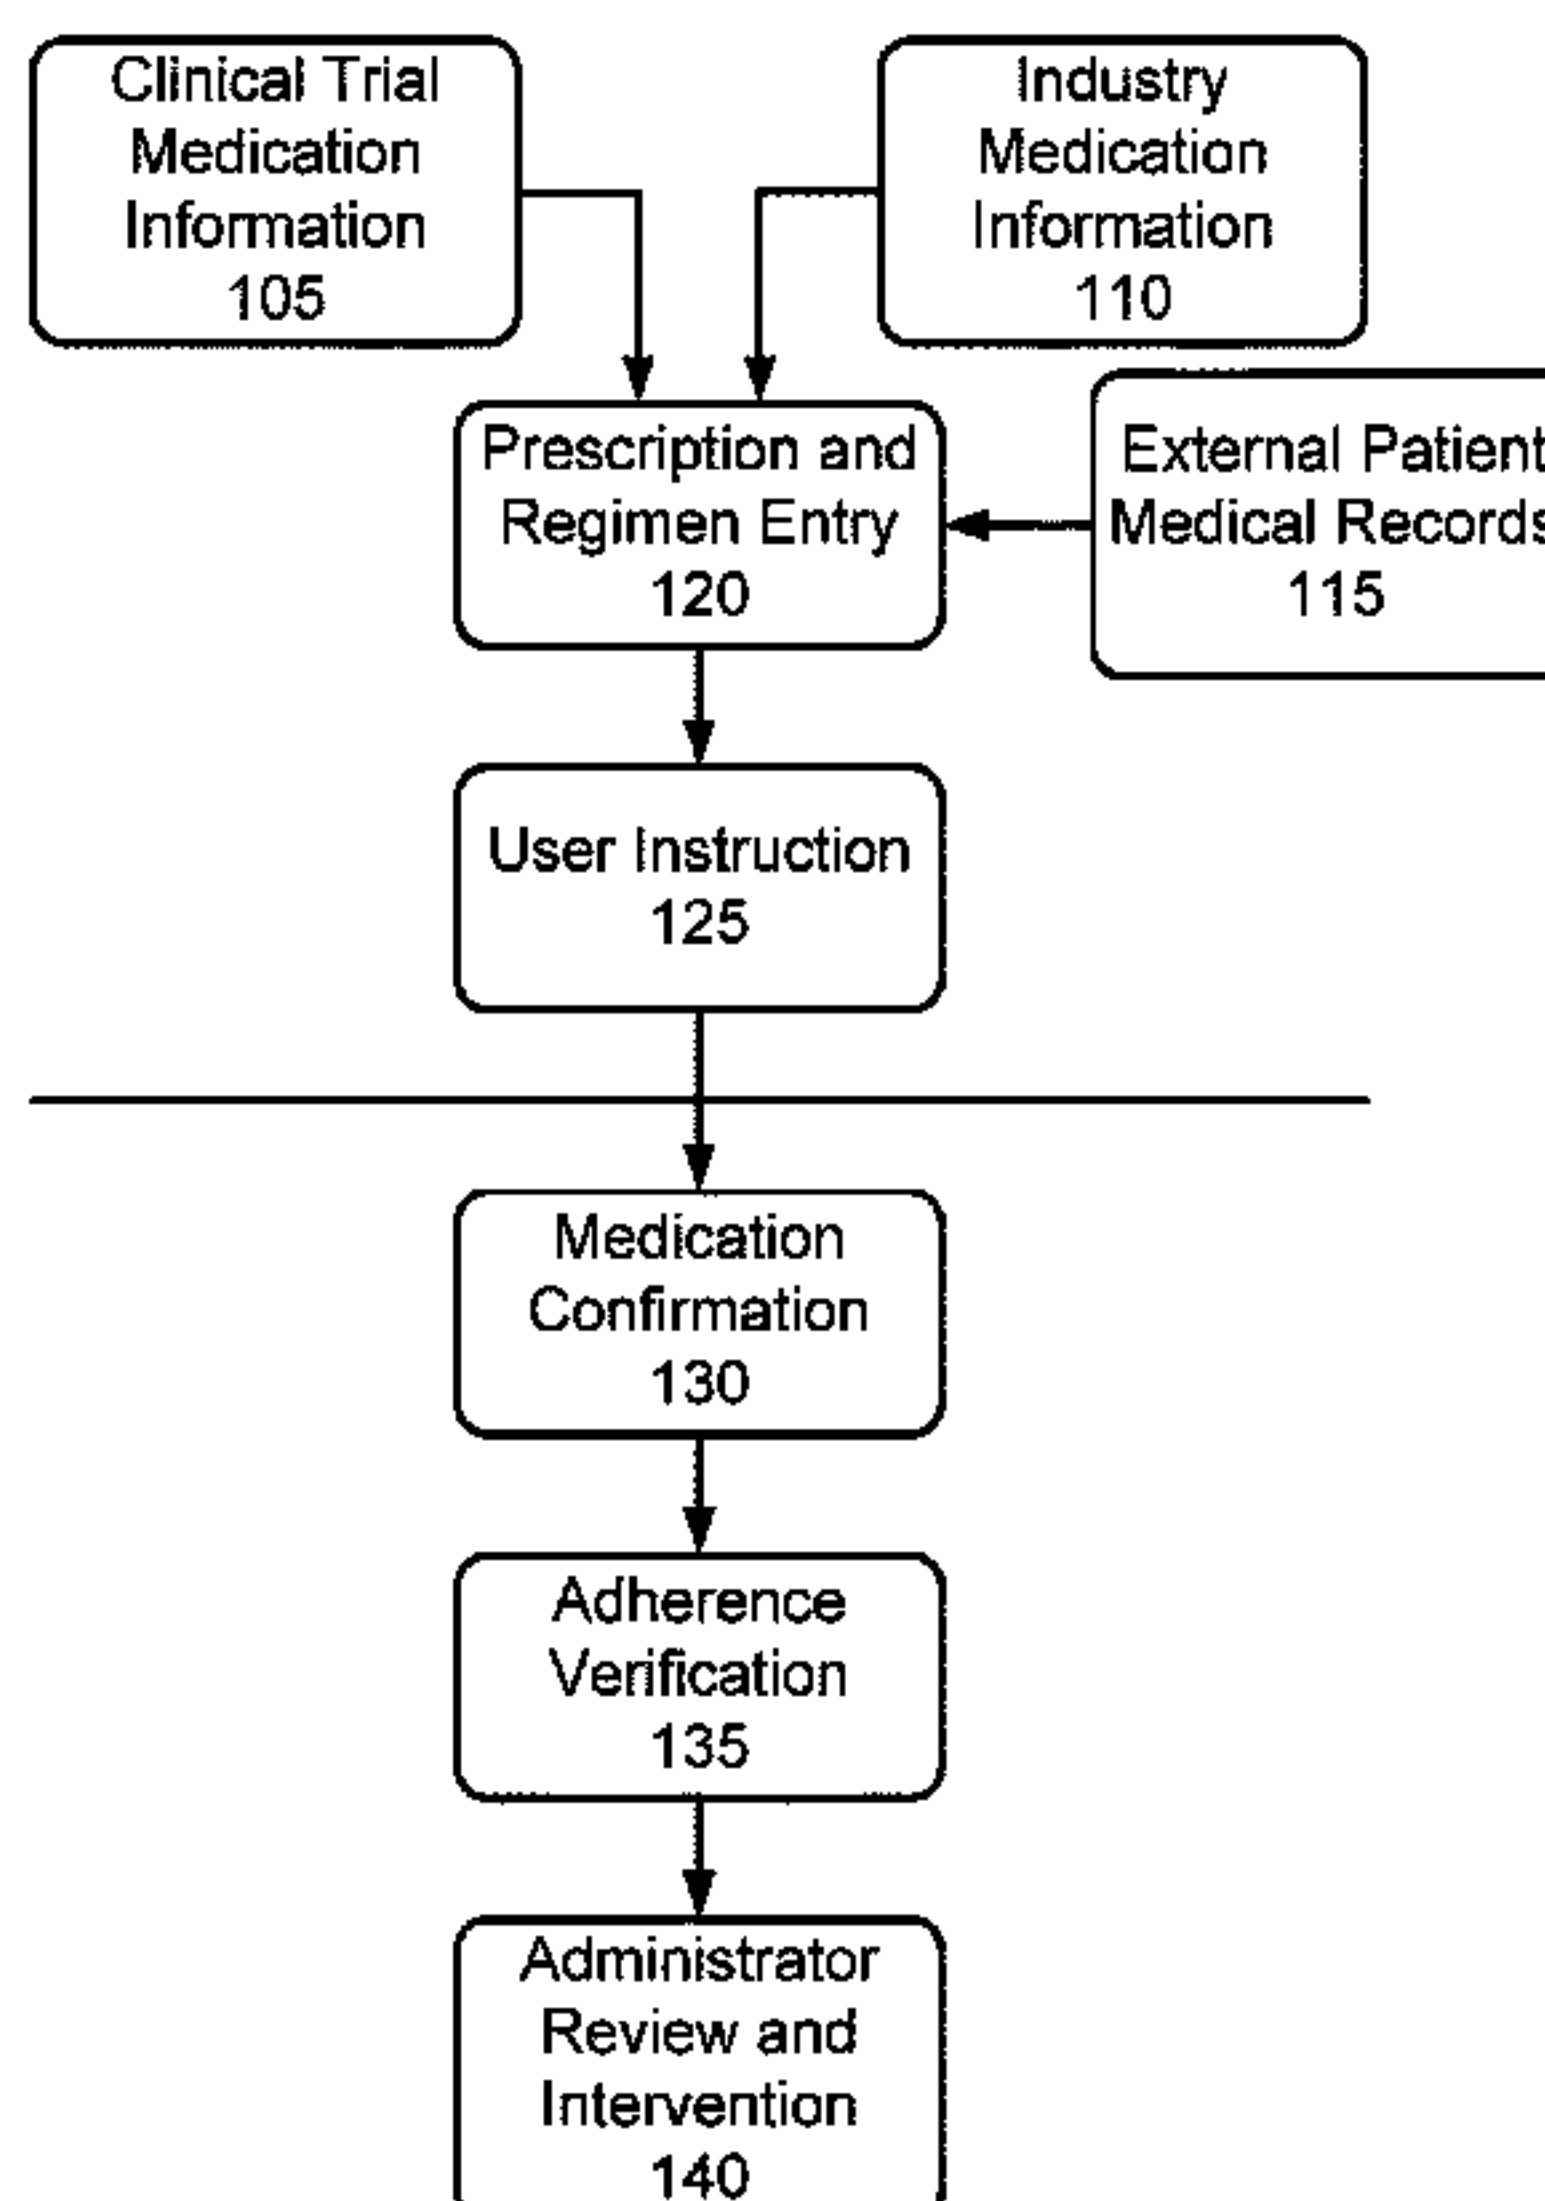 Clinical Trial
Medication
Information
105
Industry
Medication
Information
110
Prescription and
Regimen Entry
120
External Patient
Medical Records
115
User Instruction
125
Medication
Confirmation
130
Adherence
Verification
135
Administrator
Review and
Intervention
140